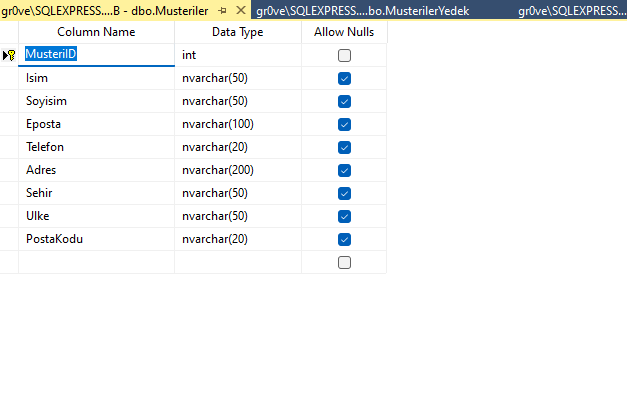 gr0ve\SQLEXPRESS....B - dbo.Musteriler gr0ve\SQLEXPRESS....bo.MusterilerYedek gr0ve\SQLEXPRESS...
Column Name Data Type Allow Nulls
MusteriID int
Isim nvarchar(50)
Soyisim nvarchar(50)
Eposta nvarchar(100)
Telefon nvarchar(20)
Adres nvarchar(200)
Sehir nvarchar(50)
Ulke nvarchar(50)
PostaKodu nvarchar(20)